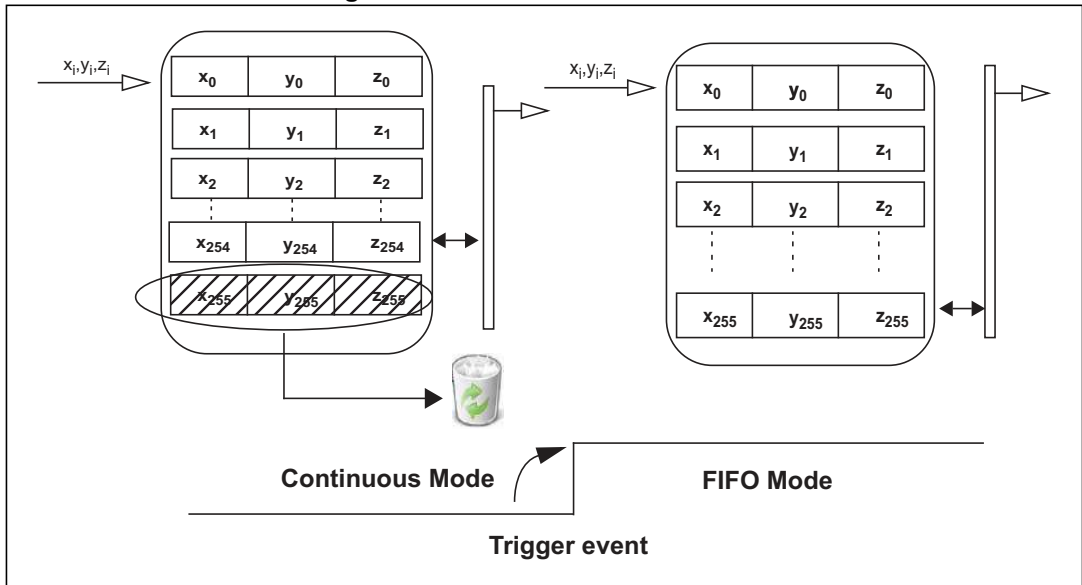 xi,yi,zi
x0 y0 z0
x1 y1 z1
x2 y2 z2
x254 y254 z254
x255 y255 z255
xi,yi,zi
x0 y0 z0
x1 y1 z1
x2 y2 z2
x255 y255 z255
Continuous Mode
FIFO Mode
Trigger event